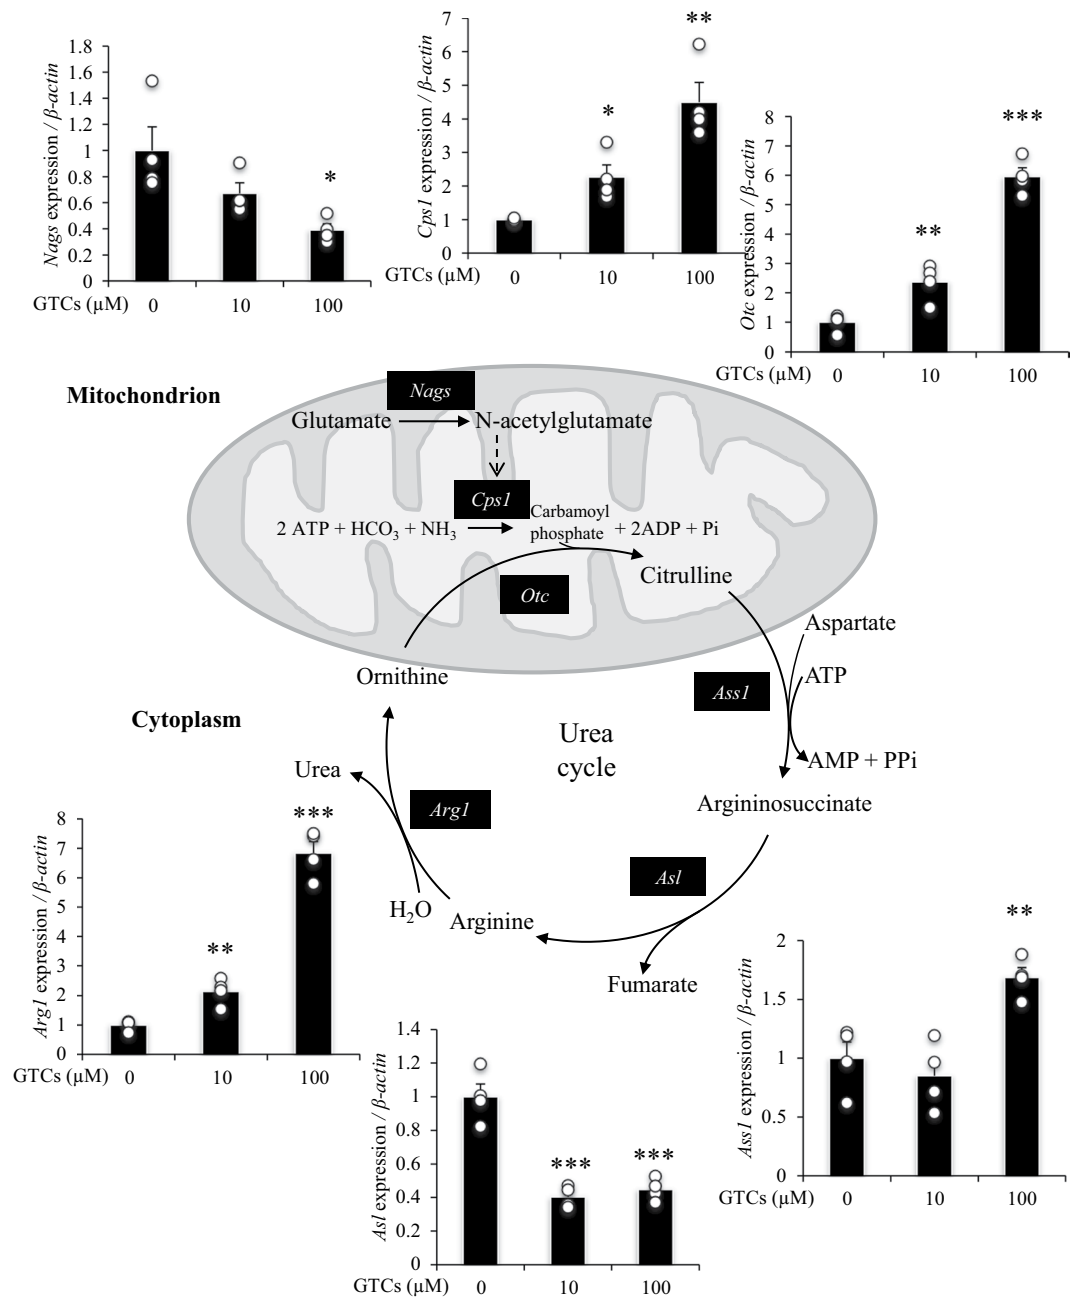 Nags expression / β-actin
1.8
1.6
1.4
1.2
1
0.8
0.6
0.4
0.2
0
*
GTCs (µM)
0 10 100
Cps1 expression / β-actin
7
6
5
4
3
2
1
0
*
**
GTCs (µM)
0 10 100
Otc expression / β-actin
8
7
6
5
4
3
2
1
0
**
***
GTCs (µM)
0 10 100
Mitochondrion
Nags
Glutamate
N-acetylglutamate
Cps1
2 ATP + HCO3 + NH3
Carbamoyl
phosphate
+ 2ADP + Pi
Otc
Citrulline
Aspartate
Ornithine
ATP
Ass1
Cytoplasm
Urea
cycle
AMP + PPi
Urea
Argininosuccinate
Arg1
Asl
H2O
Arginine
Fumarate
Arg1 expression / β-actin
8
7
6
5
4
3
2
1
0
**
***
GTCs (µM)
0 10 100
Asl expression / β-actin
1.4
1.2
1
0.8
0.6
0.4
0.2
0
***
***
GTCs (µM)
0 10 100
Ass1 expression / β-actin
2
1.5
1
0.5
0
**
GTCs (µM)
0 10 100